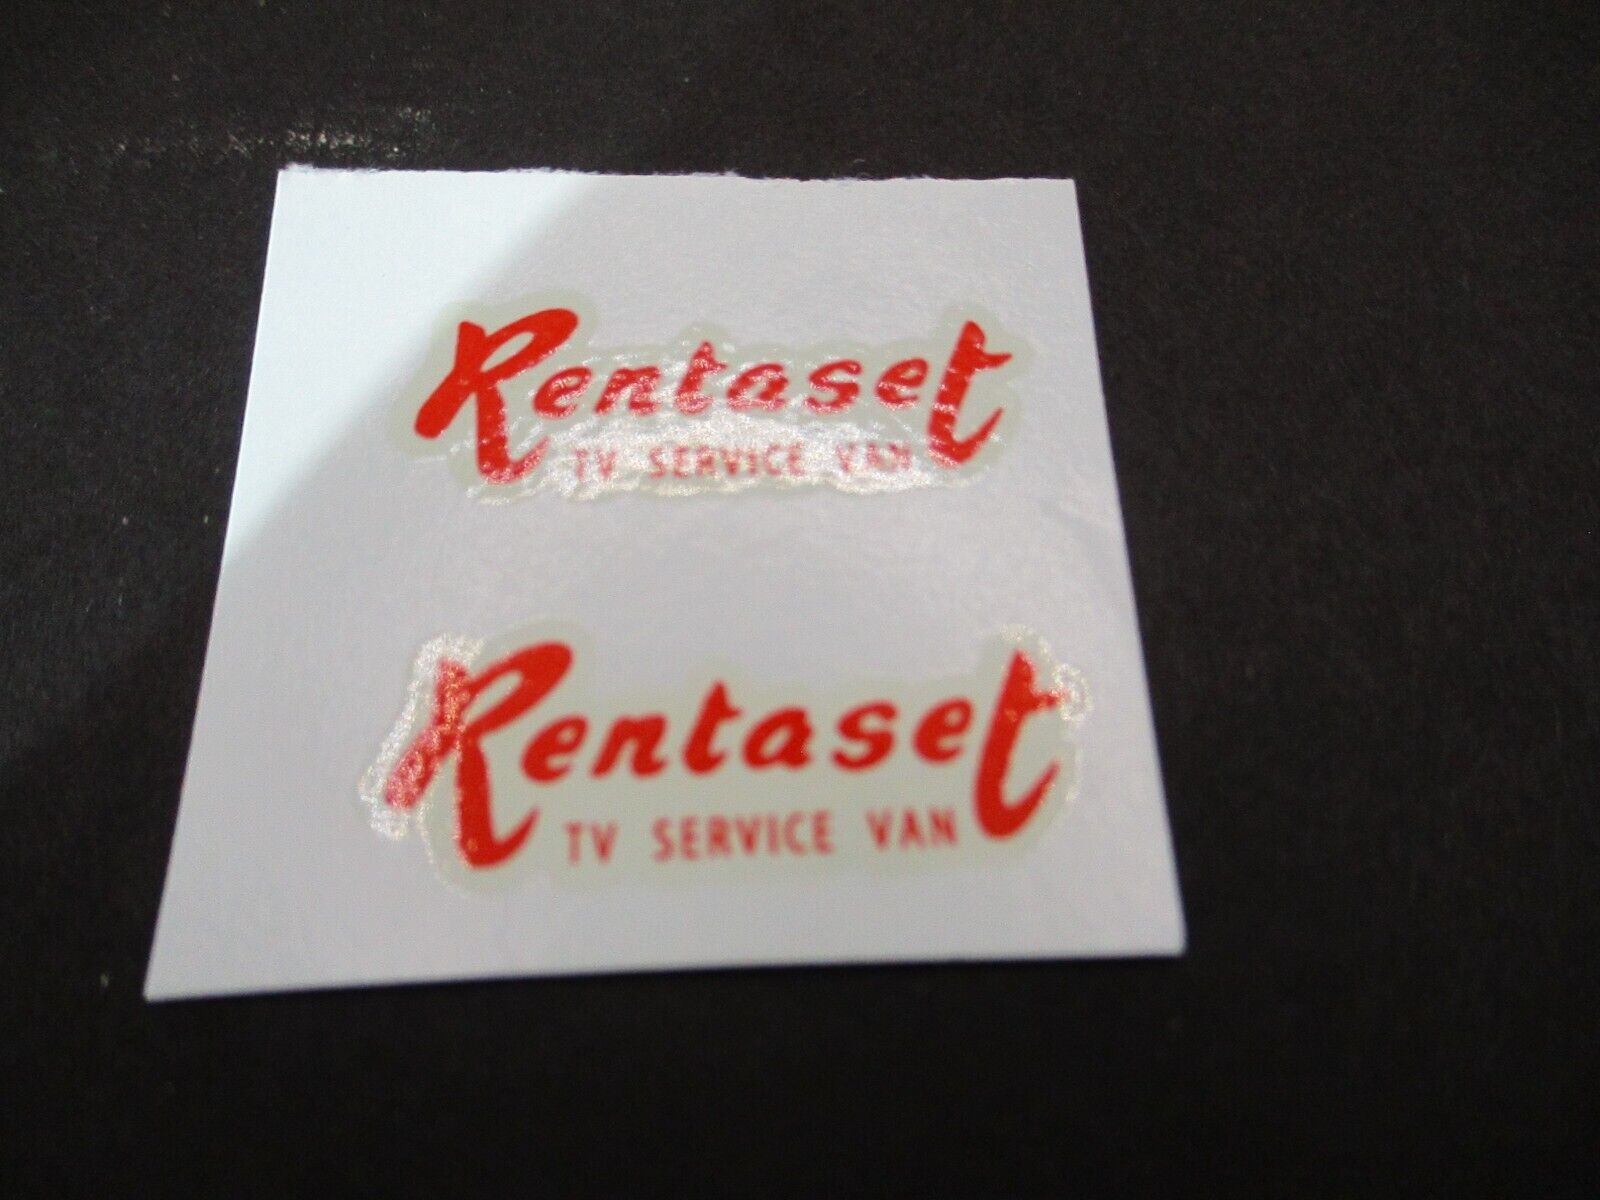 Rentaset
TV SERVICE VAN
Rentaset
TV SERVICE VAN